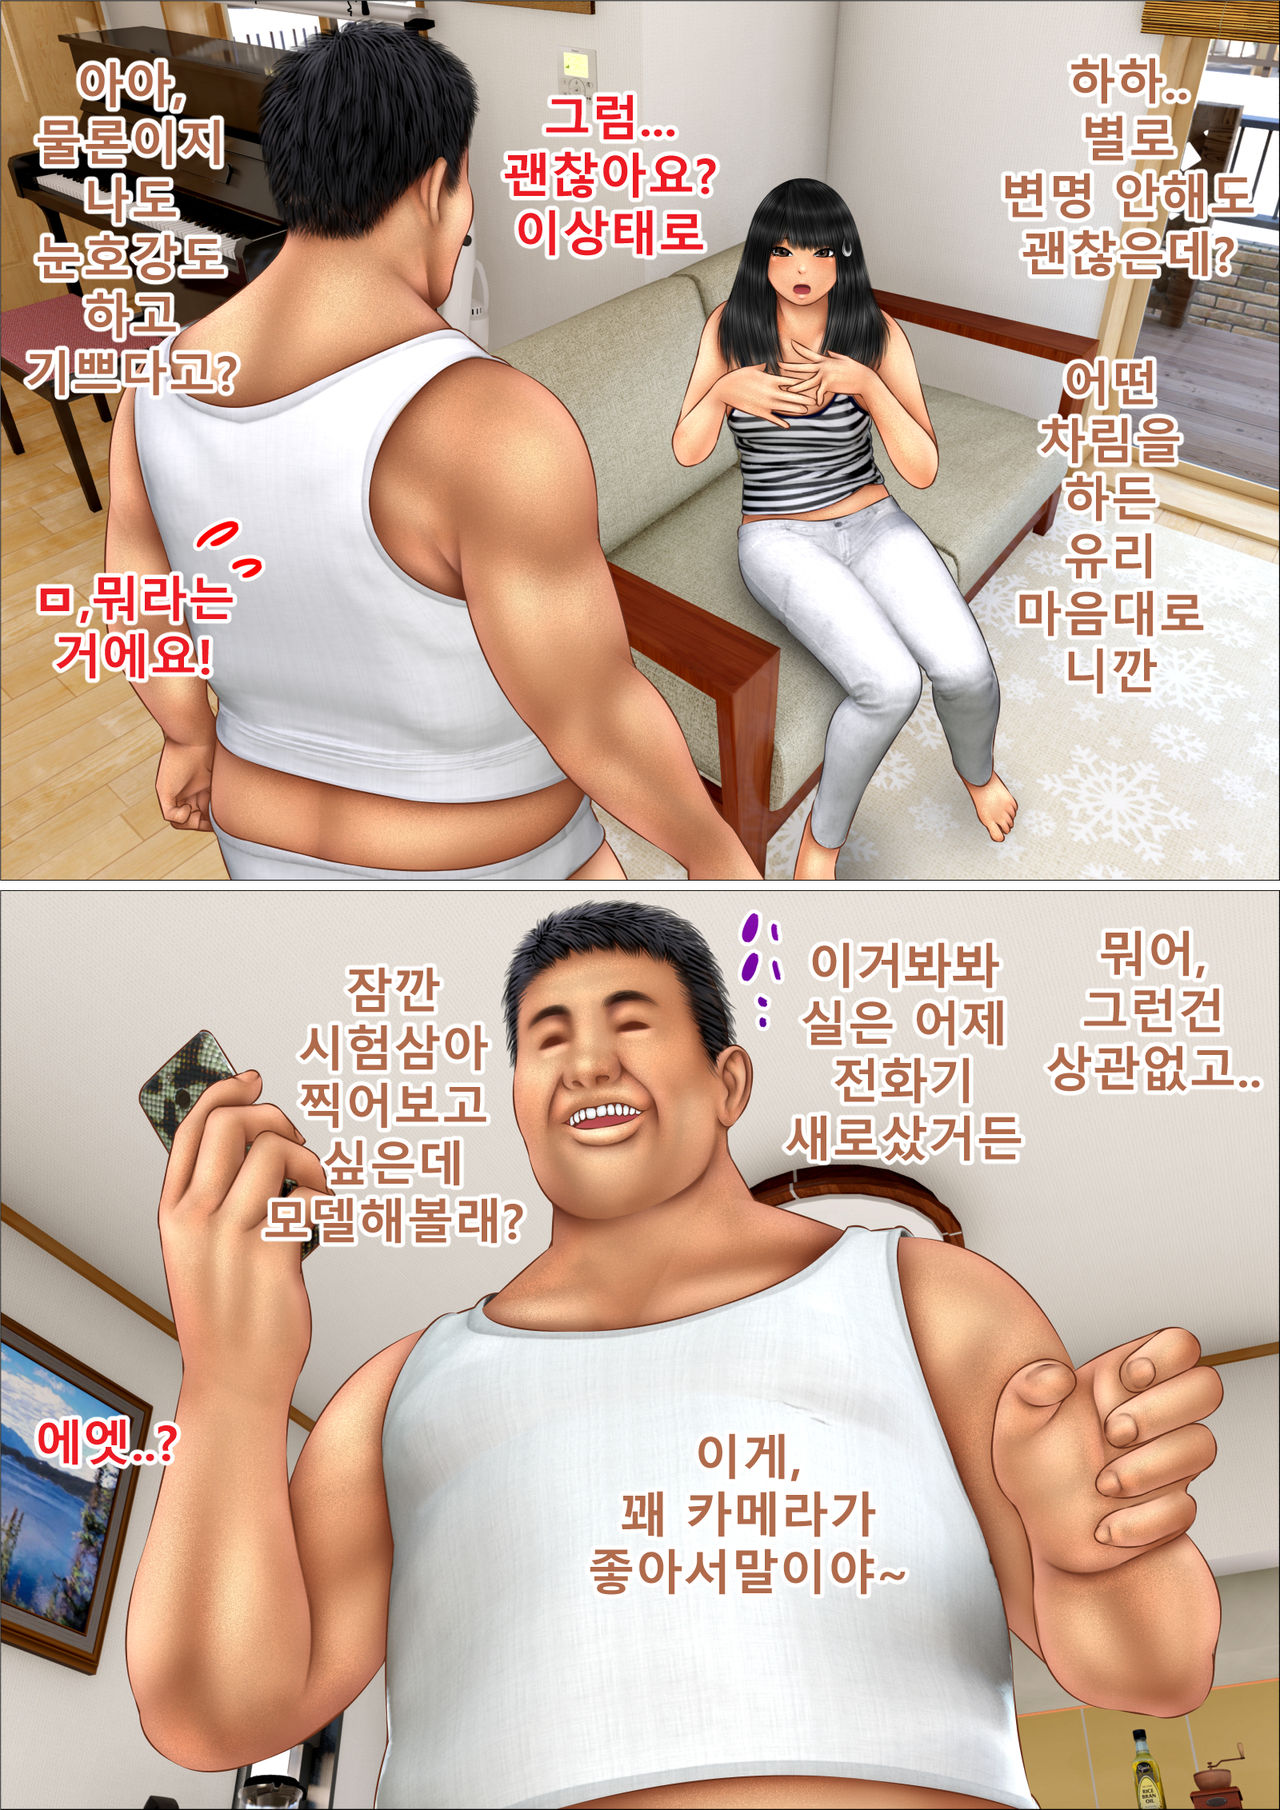 하하..
별로
변명 안해도
괜찮은데?
어떤
차림을
하든
유리
마음대로
니깐
그럼...
괜찮아요?
이상태로
아아,
물론이지
나도
눈호강도
하고
기쁘다고?
ㅁ,뭐라는
거에요!
뭐어,
그런건
상관없고..
이거봐봐
실은 어제
전화기
새로샀거든
잠깐
시험삼아
찍어보고
싶은데
모델해볼래?
이게,
꽤 카메라가
좋아서말이야~
에엣..?
RICE
BRAN
OIL